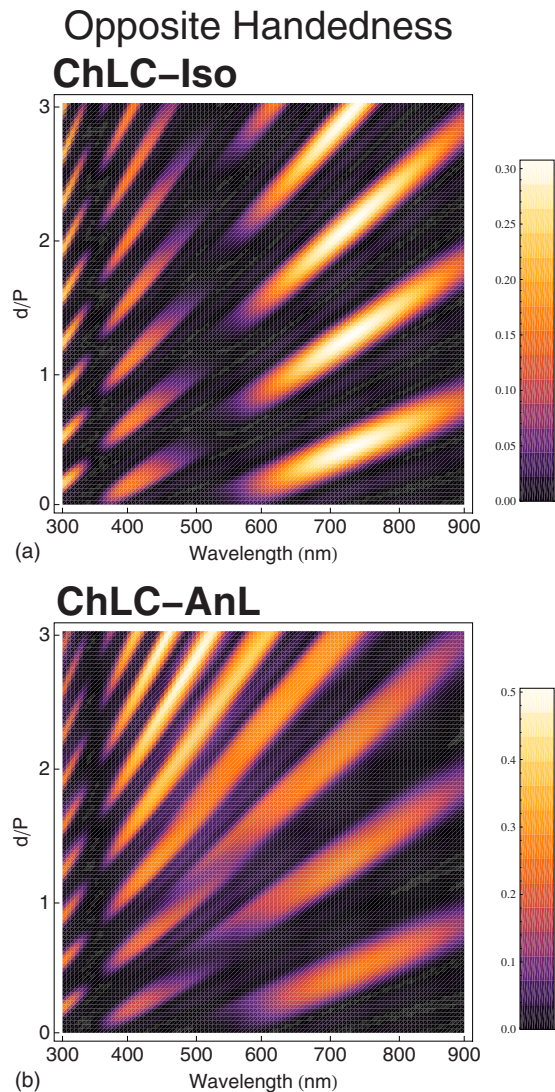 Opposite Handedness
ChLC-Iso
3
2
1
0
d/P
300 400 500 600 700 800 900
Wavelength (nm)
(a)
0.30
0.25
0.20
0.15
0.10
0.05
0.00
ChLC-AnL
3
2
1
0
d/P
300 400 500 600 700 800 900
Wavelength (nm)
(b)
0.5
0.4
0.3
0.2
0.1
0.0